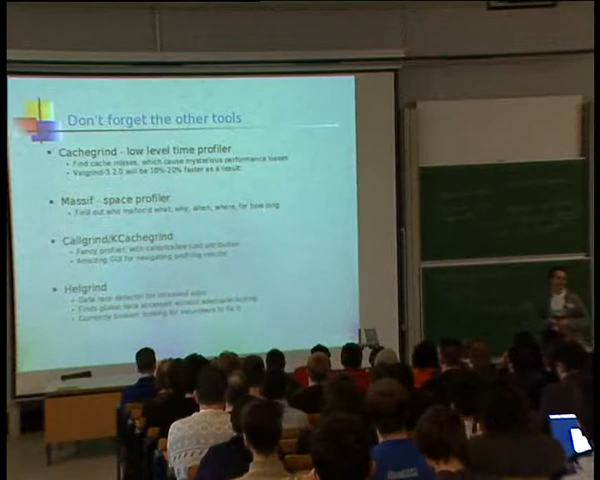 Don't forget the other tools
Cachegrind - low level time profiler
Find cache misses, which cause mysterious performance losses
Valgrind-3.2.0 will be 10%-20% faster as a result
Massif - space profiler
Find out who malloc'd what, why, when, where, for how long
Callgrind/KCachegrind
Fancy profiler, with caller/callee cost attribution
Amazing GUI for navigating profiling results
Helgrind
Data race detector for threaded
Finds global data accessed without adequate locking
Currently broken: looking for volunteers to fix it